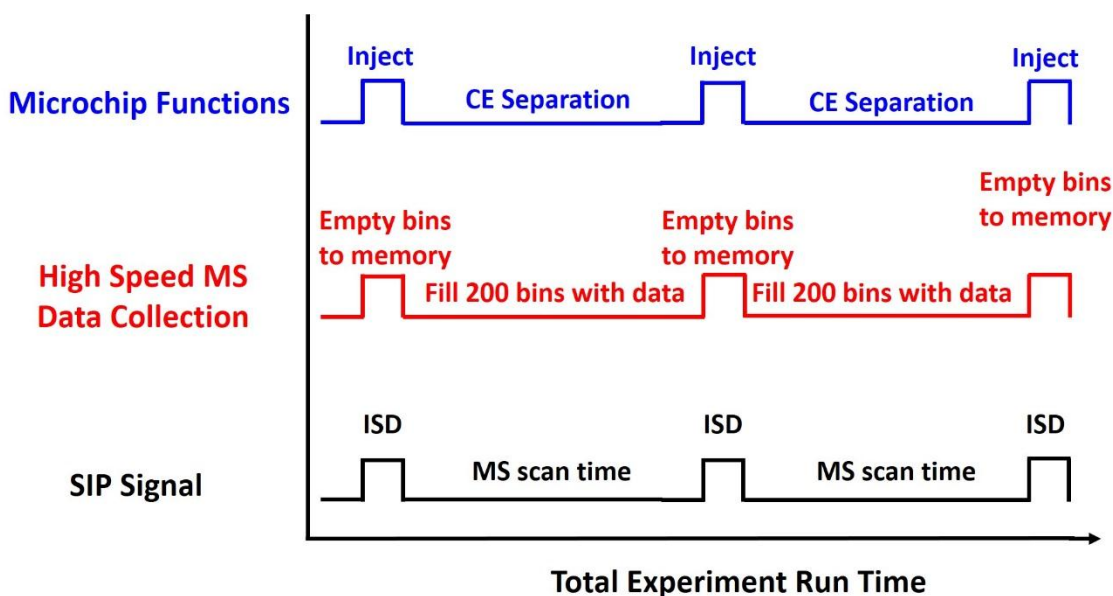 Inject
Inject
Inject
Microchip Functions
CE Separation
CE Separation
Empty bins
to memory
Empty bins
to memory
Empty bins
to memory
High Speed MS
Data Collection
Fill 200 bins with data
Fill 200 bins with data
ISD
ISD
ISD
SIP Signal
MS scan time
MS scan time
Total Experiment Run Time